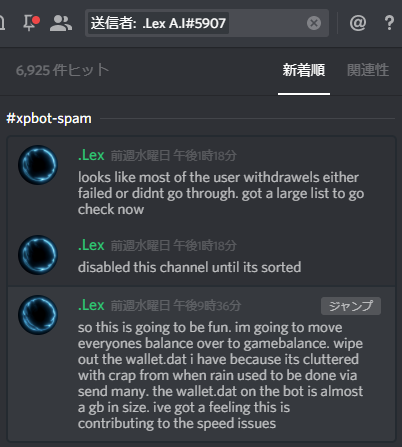 送信者: .Lex A.I#5907
6,925 件ヒット
新着順
関連性
#xpbot-spam
.Lex 前週水曜日 午後1時18分
looks like most of the user withdrawels either
failed or didnt go through. got a large list to go
check now
.Lex 前週水曜日 午後1時18分
disabled this channel until its sorted
.Lex 前週水曜日 午後9時36分
ジャンプ
so this is going to be fun. im going to move
everyones balance over to gamebalance. wipe
out the wallet.dat i have because its cluttered
with crap from when rain used to be done via
send many. the wallet.dat on the bot is almost
a gb in size. ive got a feeling this is
contributing to the speed issues